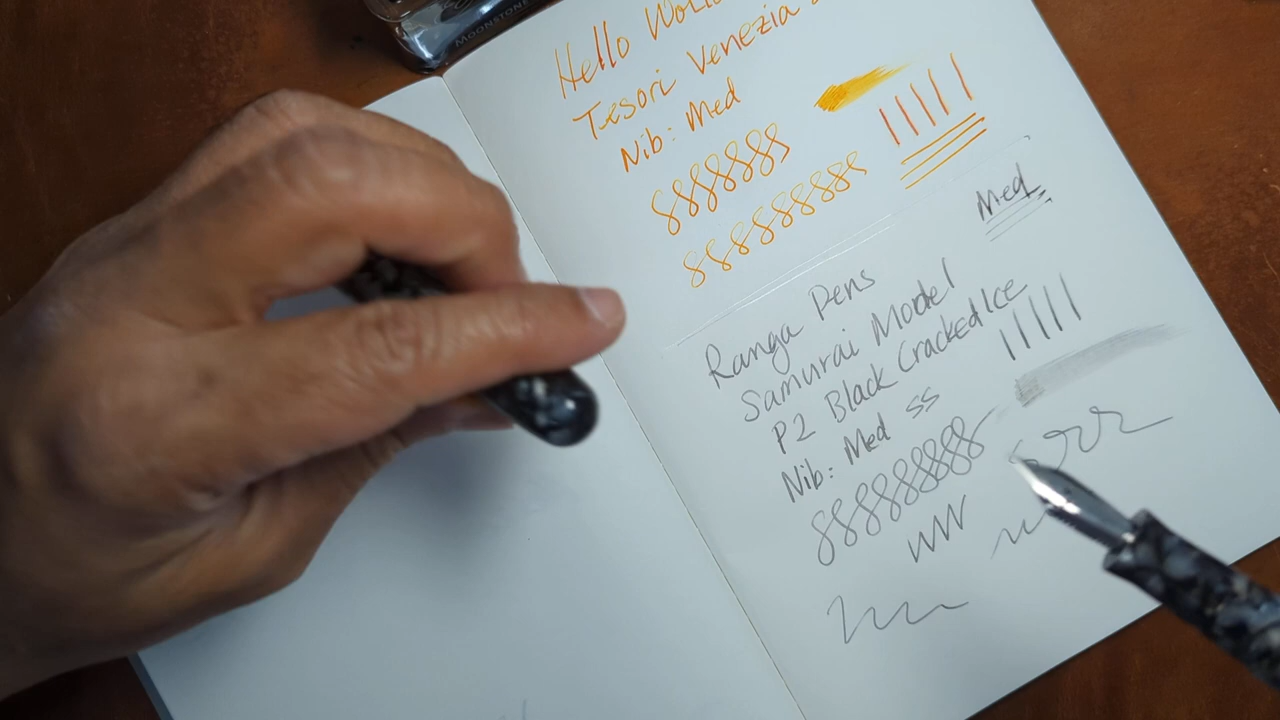 MOONSTONE
Hello World
Tesori Venezia
Nib: Med
8888888
88888888
Med
Ranga Pens
Samurai Model
P2 Black Cracked Ice
Nib: Med SS
888888888